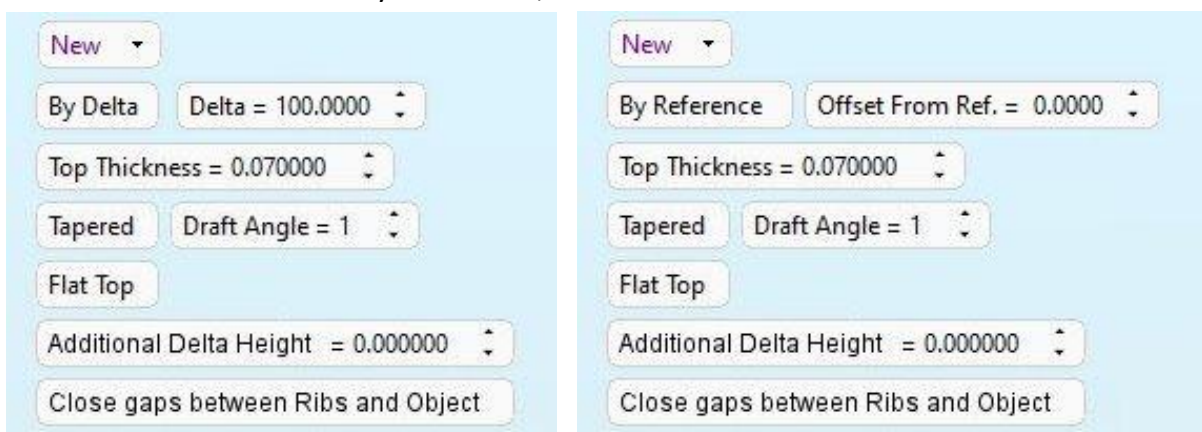 New
By Delta Delta = 100.0000
Top Thickness = 0.070000
Tapered Draft Angle = 1
Flat Top
Additional Delta Height = 0.000000
Close gaps between Ribs and Object
New
By Reference Offset From Ref. = 0.0000
Top Thickness = 0.070000
Tapered Draft Angle = 1
Flat Top
Additional Delta Height = 0.000000
Close gaps between Ribs and Object